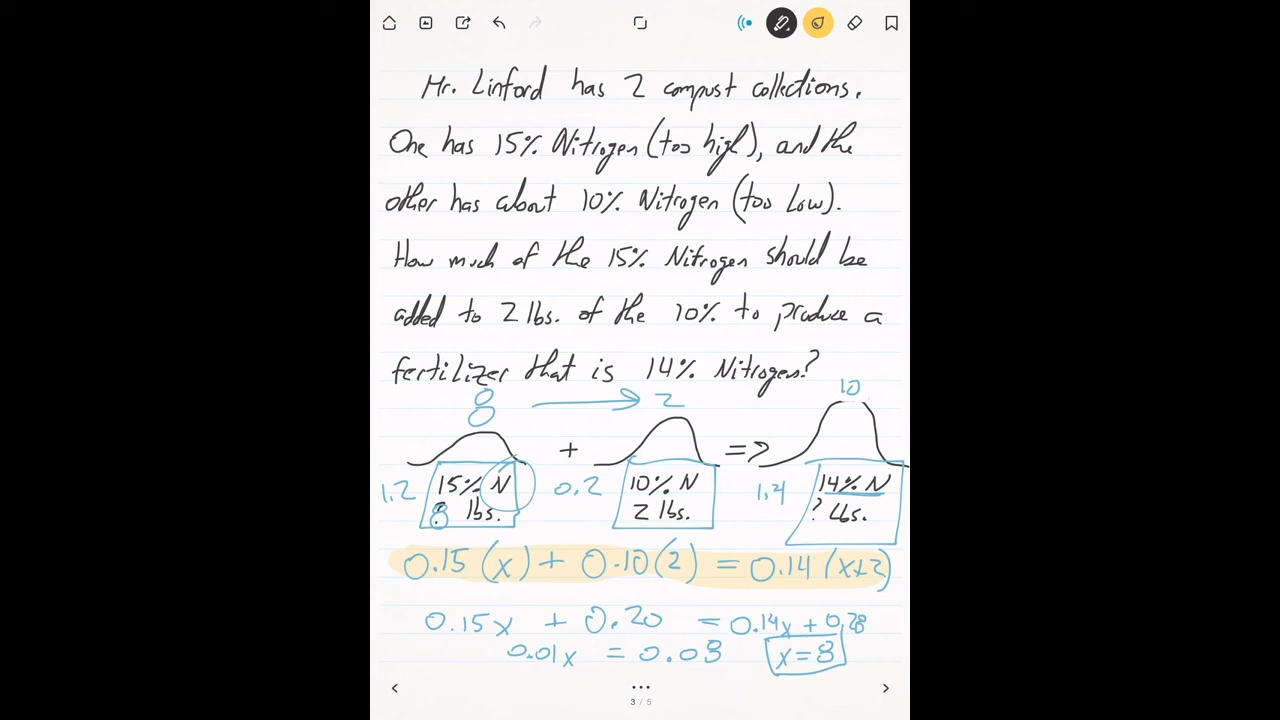 Mr. Linford has 2 compust collections.
One has 15% Nitrogen (too high), and the
other has about 10% Nitrogen (too Low).
How much of the 15% Nitrogen should be
added to 2 lbs. of the 10% to produce a
fertilizer that is 14% Nitrogen?
8 2 10
+ =>
1.2 15% N 0.2 10% N 1.4 14% N
8 lbs. 2 lbs. ? Lbs.
0.15 (x) + 0.10 (2) = 0.14 (x+2)
0.15x + 0.20 = 0.14x + 0.28
0.01x = 0.08 x = 8
3 / 5